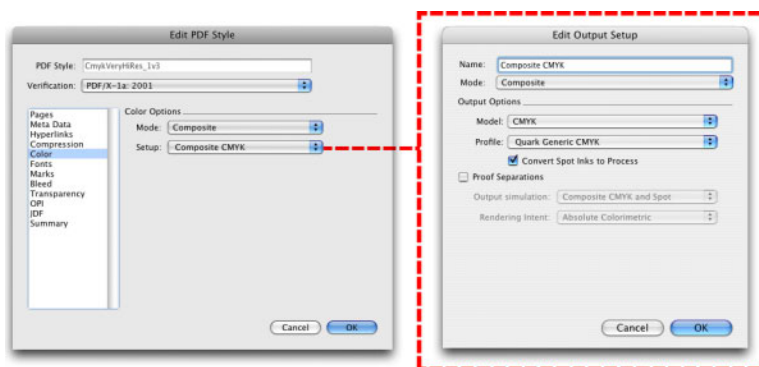 Edit PDF Style
PDF Style: CmykVeryHiRes_1v3
Verification: PDF/X-1a: 2001
Pages
Meta Data
Hyperlinks
Compression
Color
Fonts
Marks
Bleed
Transparency
OPI
JDF
Summary
Color Options
Mode: Composite
Setup: Composite CMYK
Cancel OK
Edit Output Setup
Name: Composite CMYK
Mode: Composite
Output Options
Model: CMYK
Profile: Quark Generic CMYK
Convert Spot Inks to Process
Proof Separations
Output simulation: Composite CMYK and Spot
Rendering Intent: Absolute Colorimetric
Cancel OK